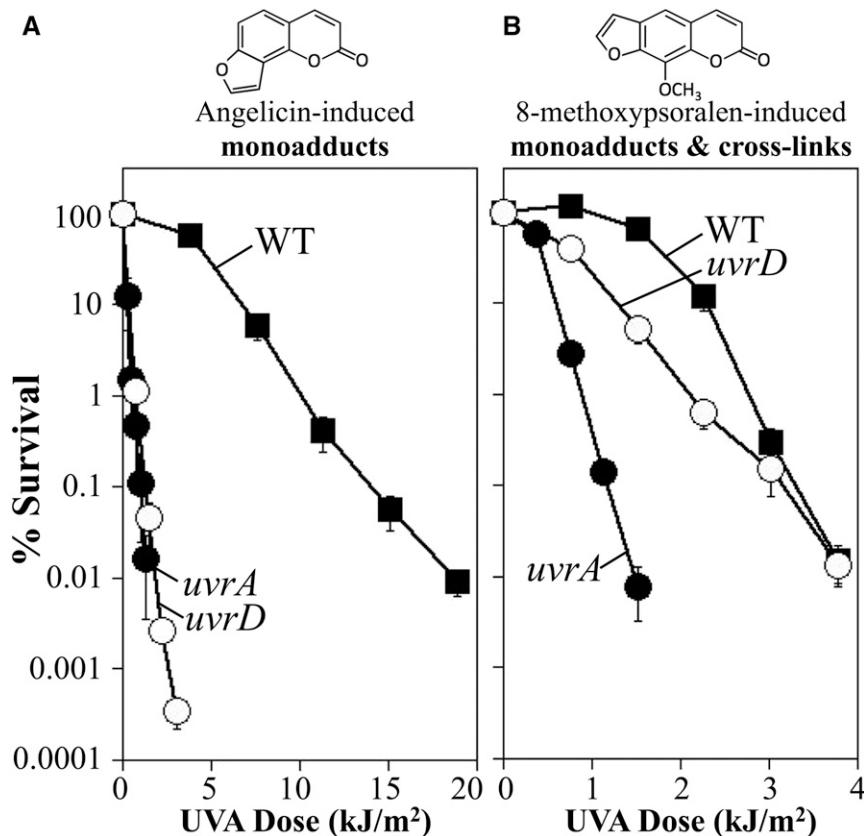 A
B
O
O
O
O
O
O
OCH₃
Angelicin-induced
monoadducts
8-methoxypsoralen-induced
monoadducts & cross-links
% Survival
100
10
1
0.1
0.01
0.001
0.0001
WT
uvrA
uvrD
0 5 10 15 20
UVA Dose (kJ/m²)
WT
uvrD
uvrA
0 1 2 3 4
UVA Dose (kJ/m²)